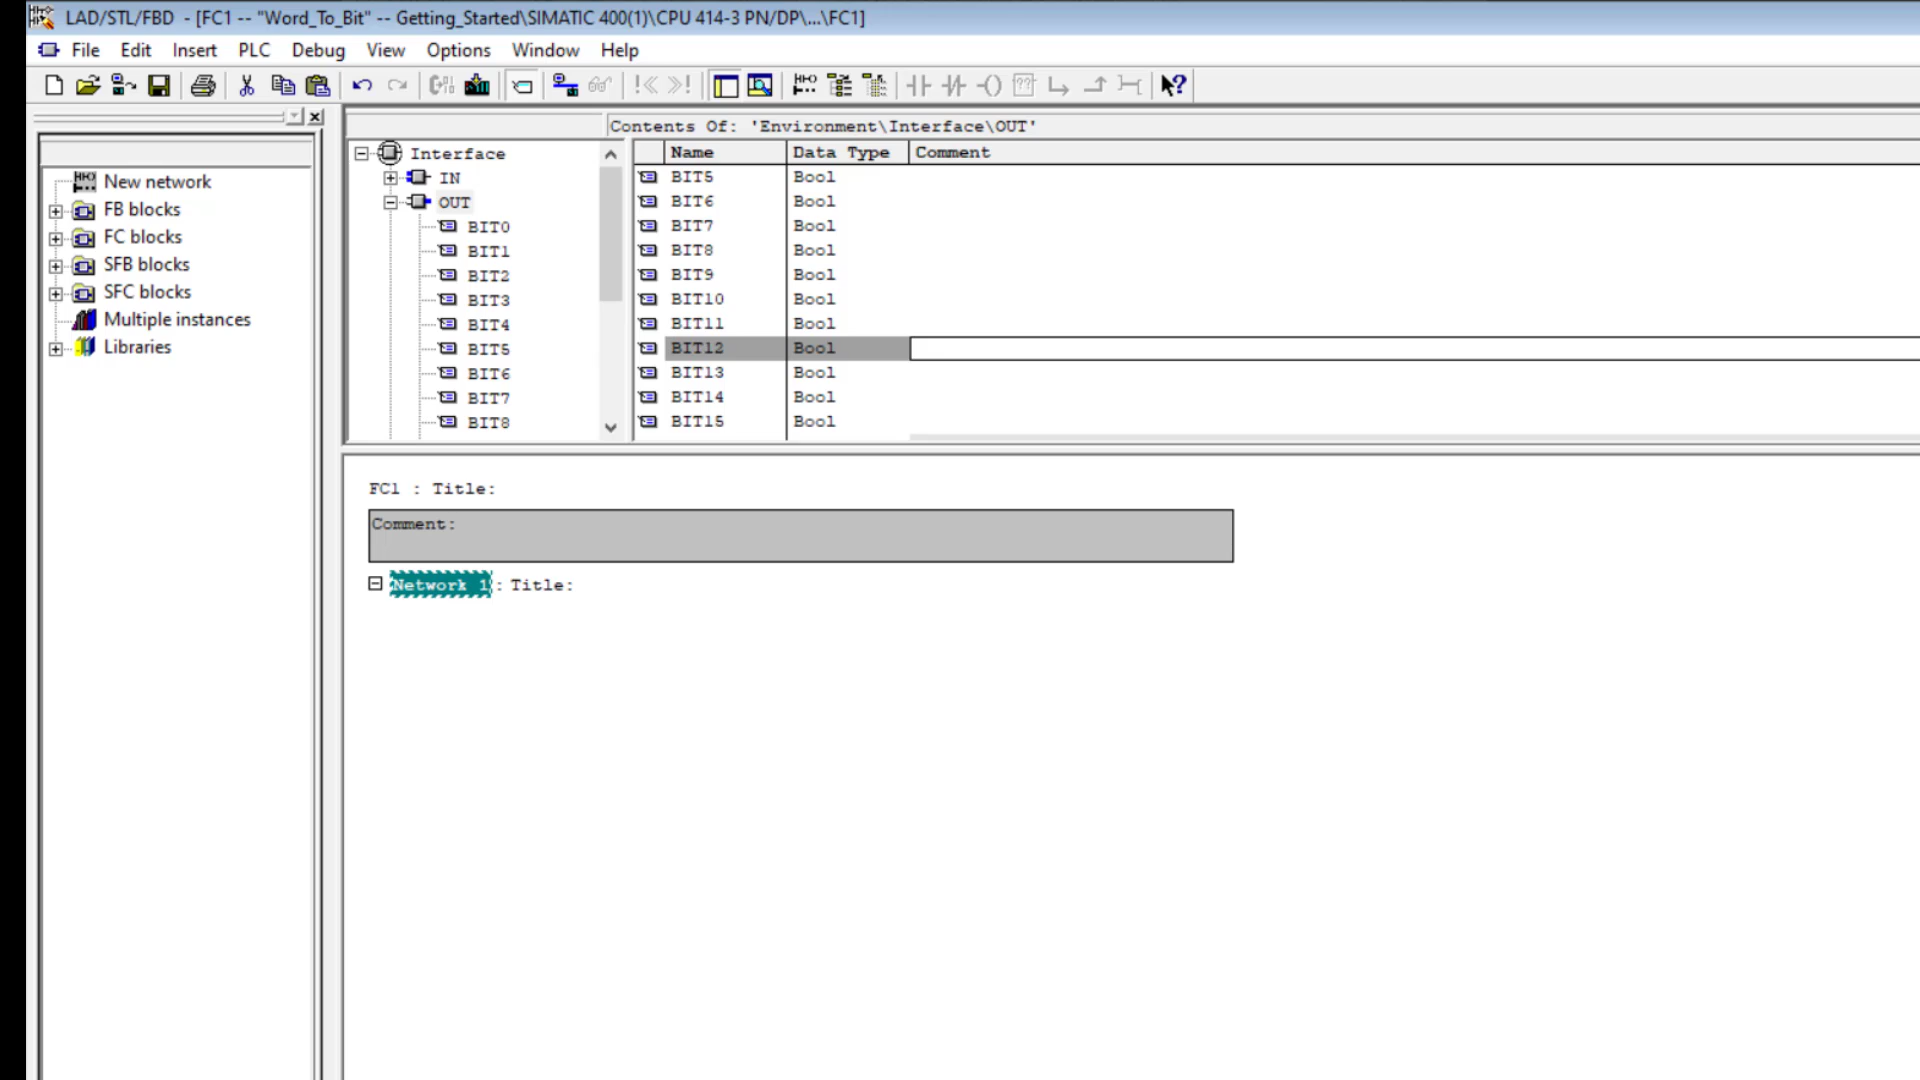 LAD/STL/FBD - [FC1 -- "Word_To_Bit" -- Getting_Started\SIMATIC 400(1)\CPU 414-3 PN/DP\...\FC1]
File Edit Insert PLC Debug View Options Window Help
New network
FB blocks
FC blocks
SFB blocks
SFC blocks
Multiple instances
Libraries
Contents Of: 'Environment\Interface\OUT'
Interface
IN
OUT
BIT0
BIT1
BIT2
BIT3
BIT4
BIT5
BIT6
BIT7
BIT8
Name Data Type Comment
BIT5 Bool
BIT6 Bool
BIT7 Bool
BIT8 Bool
BIT9 Bool
BIT10 Bool
BIT11 Bool
BIT12 Bool
BIT13 Bool
BIT14 Bool
BIT15 Bool
FC1 : Title:
Comment:
Network 1: Title: